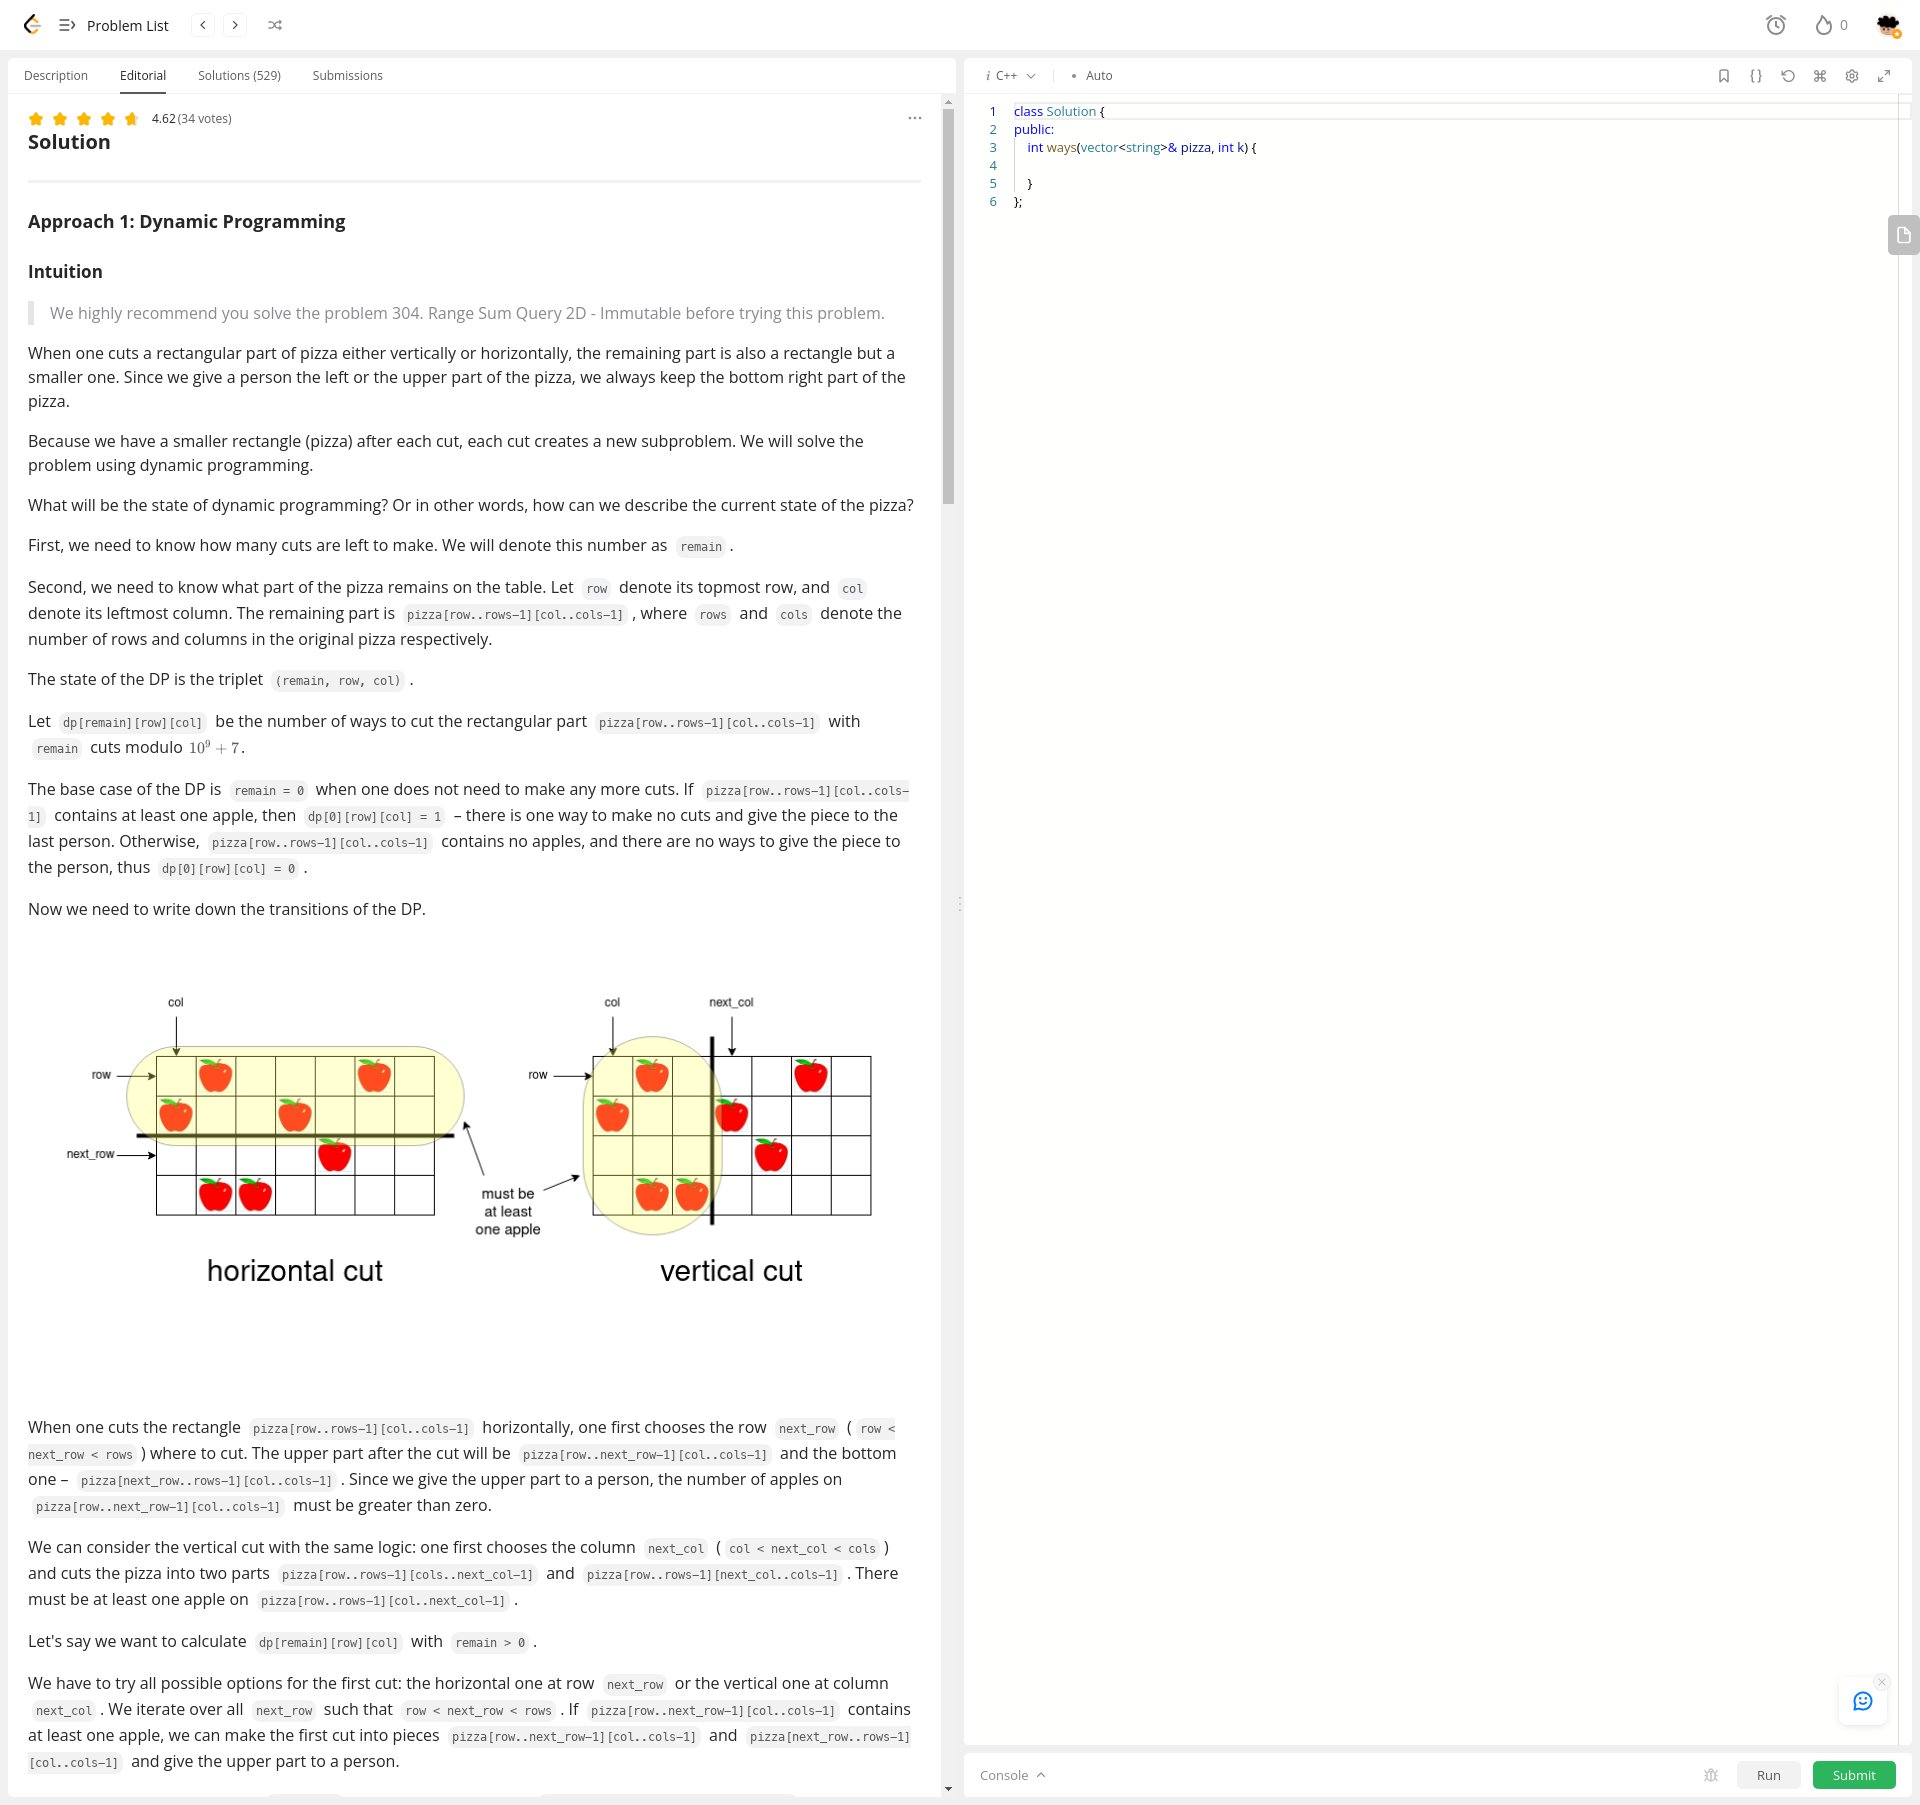 Problem List
0
Description Editorial Solutions (529) Submissions
4.62 (34 votes)
Solution
Approach 1: Dynamic Programming
Intuition
We highly recommend you solve the problem 304. Range Sum Query 2D - Immutable before trying this problem.
When one cuts a rectangular part of pizza either vertically or horizontally, the remaining part is also a rectangle but a
smaller one. Since we give a person the left or the upper part of the pizza, we always keep the bottom right part of the
pizza.
Because we have a smaller rectangle (pizza) after each cut, each cut creates a new subproblem. We will solve the
problem using dynamic programming.
What will be the state of dynamic programming? Or in other words, how can we describe the current state of the pizza?
First, we need to know how many cuts are left to make. We will denote this number as remain .
Second, we need to know what part of the pizza remains on the table. Let row denote its topmost row, and col
denote its leftmost column. The remaining part is pizza[row..rows-1][col..cols-1] , where rows and cols denote the
number of rows and columns in the original pizza respectively.
The state of the DP is the triplet (remain, row, col) .
Let dp[remain][row][col] be the number of ways to cut the rectangular part pizza[row..rows-1][col..cols-1] with
remain cuts modulo 10⁹ + 7.
The base case of the DP is remain = 0 when one does not need to make any more cuts. If pizza[row..rows-1][col..cols-
1] contains at least one apple, then dp[0][row][col] = 1 – there is one way to make no cuts and give the piece to the
last person. Otherwise, pizza[row..rows-1][col..cols-1] contains no apples, and there are no ways to give the piece to
the person, thus dp[0][row][col] = 0 .
Now we need to write down the transitions of the DP.
col
row
next_row
horizontal cut
must be
at least
one apple
col next_col
row
vertical cut
When one cuts the rectangle pizza[row..rows-1][col..cols-1] horizontally, one first chooses the row next_row ( row <
next_row < rows ) where to cut. The upper part after the cut will be pizza[row..next_row-1][col..cols-1] and the bottom
one – pizza[next_row..rows-1][col..cols-1] . Since we give the upper part to a person, the number of apples on
pizza[row..next_row-1][col..cols-1] must be greater than zero.
We can consider the vertical cut with the same logic: one first chooses the column next_col ( col < next_col < cols )
and cuts the pizza into two parts pizza[row..rows-1][cols..next_col-1] and pizza[row..rows-1][next_col..cols-1] . There
must be at least one apple on pizza[row..rows-1][col..next_col-1] .
Let's say we want to calculate dp[remain][row][col] with remain > 0 .
We have to try all possible options for the first cut: the horizontal one at row next_row or the vertical one at column
next_col . We iterate over all next_row such that row < next_row < rows . If pizza[row..next_row-1][col..cols-1] contains
at least one apple, we can make the first cut into pieces pizza[row..next_row-1][col..cols-1] and pizza[next_row..rows-1]
[col..cols-1] and give the upper part to a person.
i C++ • Auto
1 class Solution {
2 public:
3 int ways(vector<string>& pizza, int k) {
4
5 }
6 };
Console Run Submit